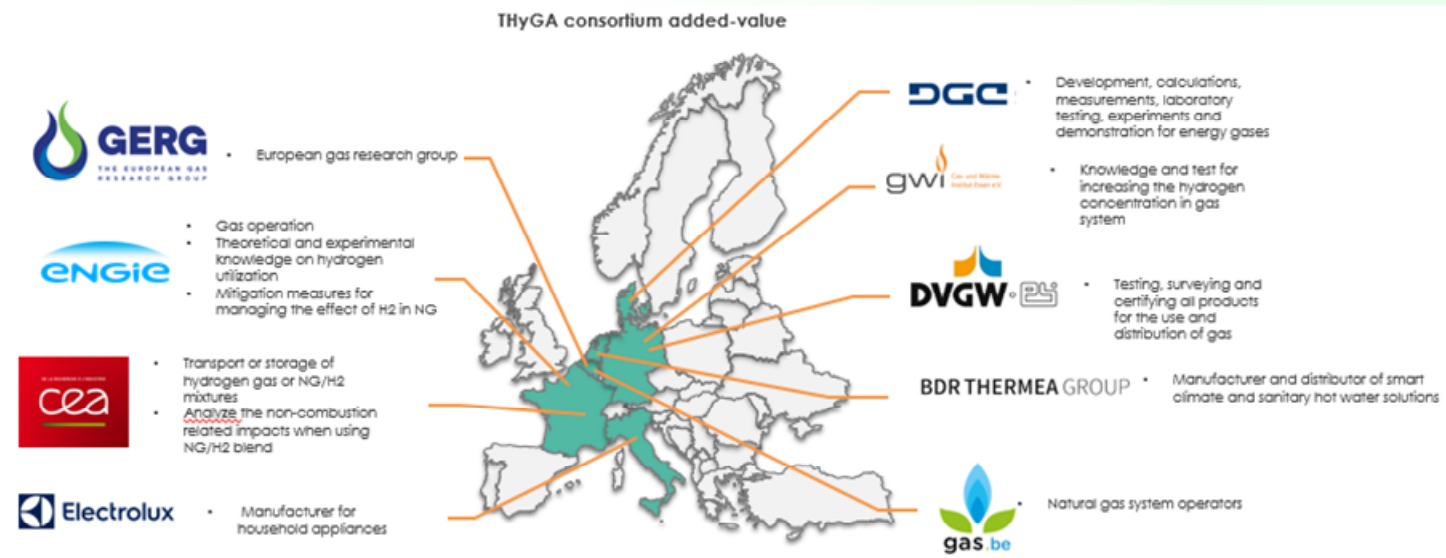 THyGA consortium added-value
GERG
THE EUROPEAN GAS
RESEARCH GROUP
• European gas research group
ENGIE
• Gas operation
• Theoretical and experimental
knowledge on hydrogen
utilization
• Mitigation measures for
managing the effect of H2 in NG
DE LA RECHERCHE À L'INDUSTRIE
cea
• Transport or storage of
hydrogen gas or NG/H2
mixtures
• Analyze the non-combustion
related impacts when using
NG/H2 blend
Electrolux
• Manufacturer for
household appliances
DGC
• Development, calculations,
measurements, laboratory
testing, experiments and
demonstration for energy gases
gwi
Gas- und Wärme-
Institut Essen e.V.
• Knowledge and test for
increasing the hydrogen
concentration in gas
system
DVGW
• Testing, surveying and
certifying all products
for the use and
distribution of gas
BDR THERMEA GROUP
• Manufacturer and distributor of smart
climate and sanitary hot water solutions
gas.be
• Natural gas system operators